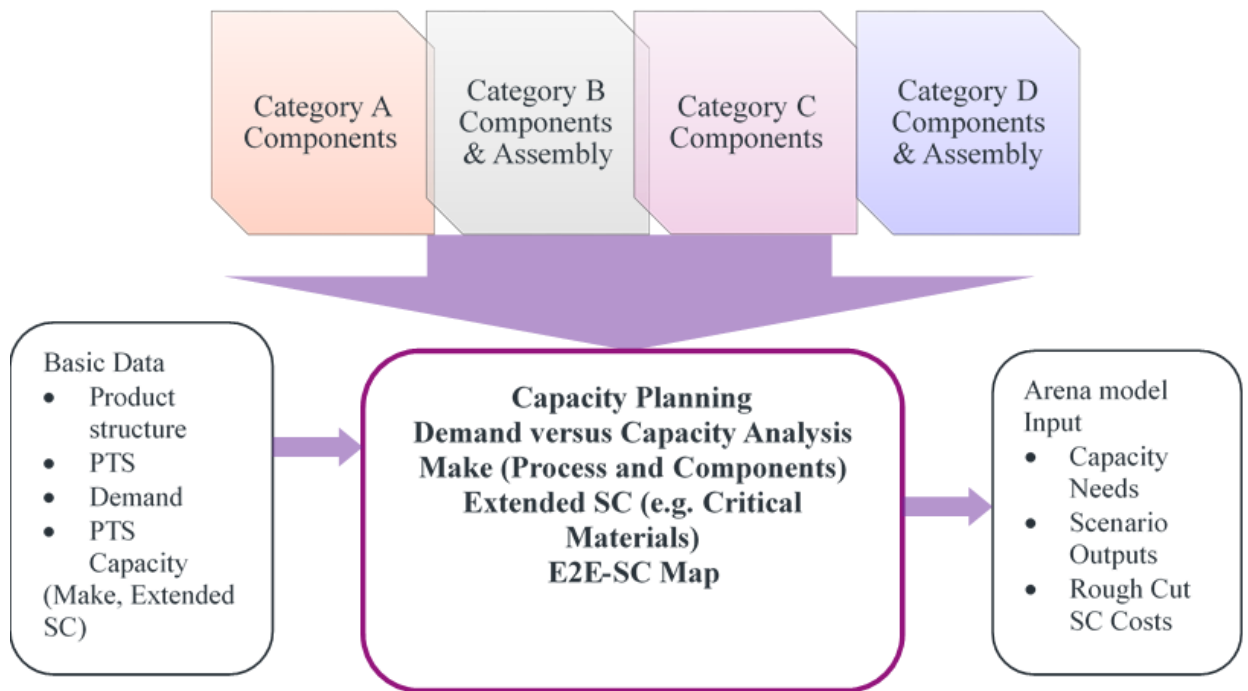 Category A
Components
Category B
Components
& Assembly
Category C
Components
Category D
Components
& Assembly
Basic Data
• Product
structure
• PTS
• Demand
• PTS
Capacity
(Make, Extended
SC)
Capacity Planning
Demand versus Capacity Analysis
Make (Process and Components)
Extended SC (e.g. Critical
Materials)
E2E-SC Map
Arena model
Input
• Capacity
Needs
• Scenario
Outputs
• Rough Cut
SC Costs